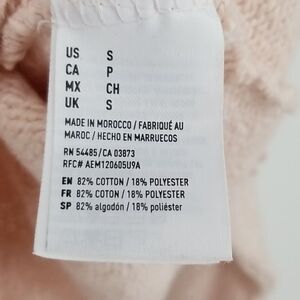 US S
CA P
MX CH
UK S
MADE IN MOROCCO / FABRIQUÉ AU
MAROC / HECHO EN MARRUECOS
RN 54485/CA 03873
RFC# AEM120605U9A
EN 82% COTTON / 18% POLYESTER
FR 82% COTON / 18% POLYESTER
SP 82% algodón / 18% poliéster